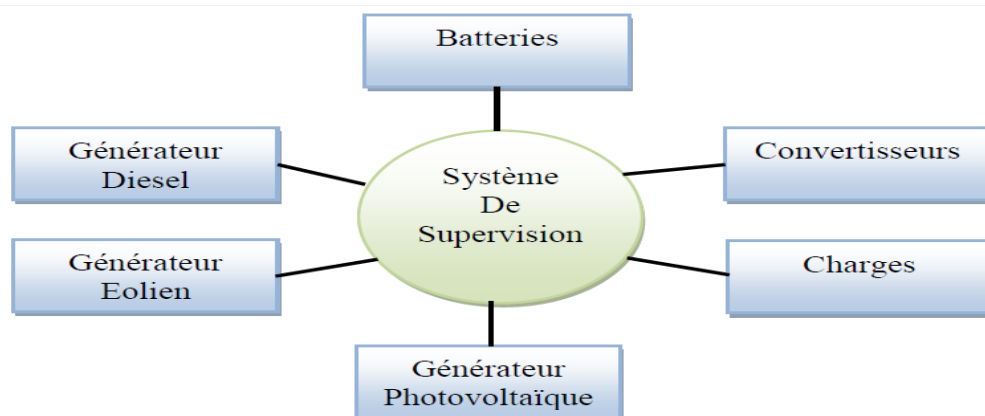 Batteries
Générateur
Diesel
Convertisseurs
Système
De
Supervision
Générateur
Eolien
Charges
Générateur
Photovoltaïque